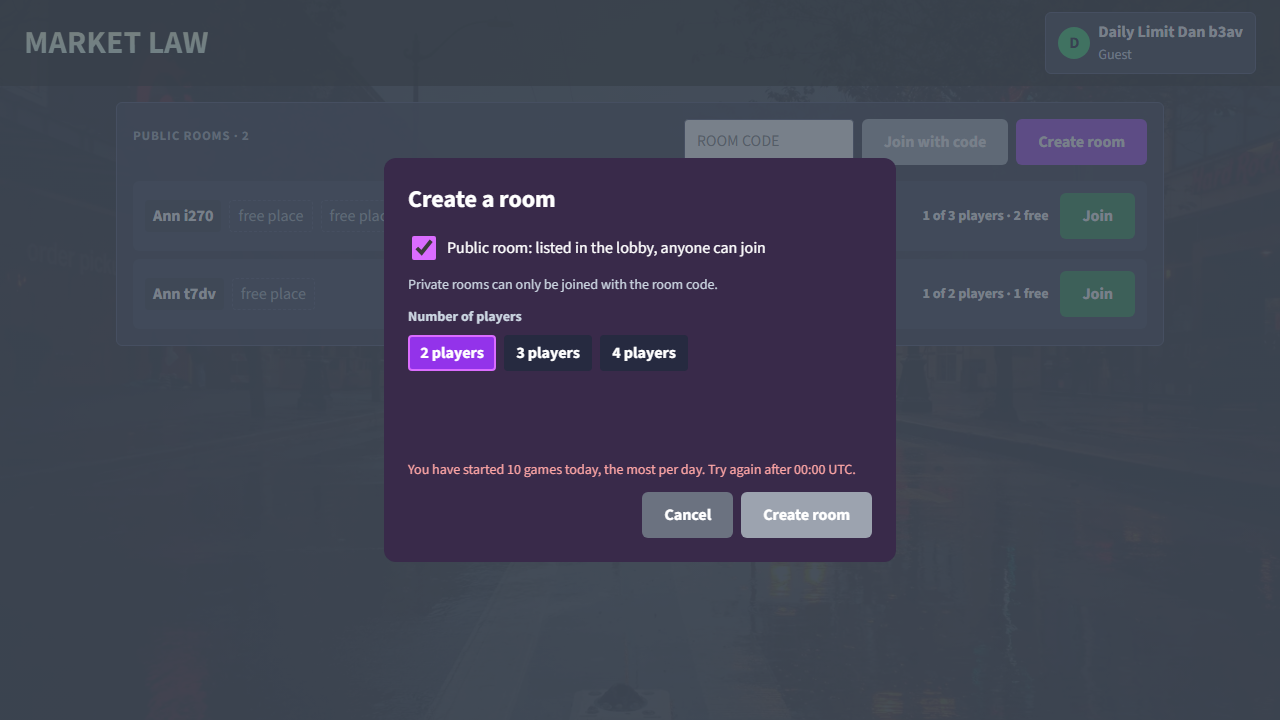 MARKET LAW
D
Daily Limit Dan b3av
Guest
PUBLIC ROOMS · 2
ROOM CODE
Join with code
Create room
Ann i270
free place
free plac
1 of 3 players · 2 free
Join
Ann t7dv
free place
1 of 2 players · 1 free
Join
Create a room
Public room: listed in the lobby, anyone can join
Private rooms can only be joined with the room code.
Number of players
2 players
3 players
4 players
You have started 10 games today, the most per day. Try again after 00:00 UTC.
Cancel
Create room